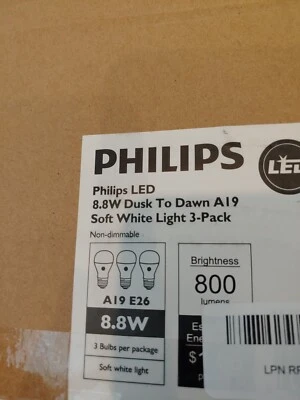 PHILIPS
LED
Philips LED
8.8W Dusk To Dawn A19
Soft White Light 3-Pack
Non-dimmable
A19 E26
8.8W
3 Bulbs per package
Soft white light
Brightness
800
lumens
$1
LPN